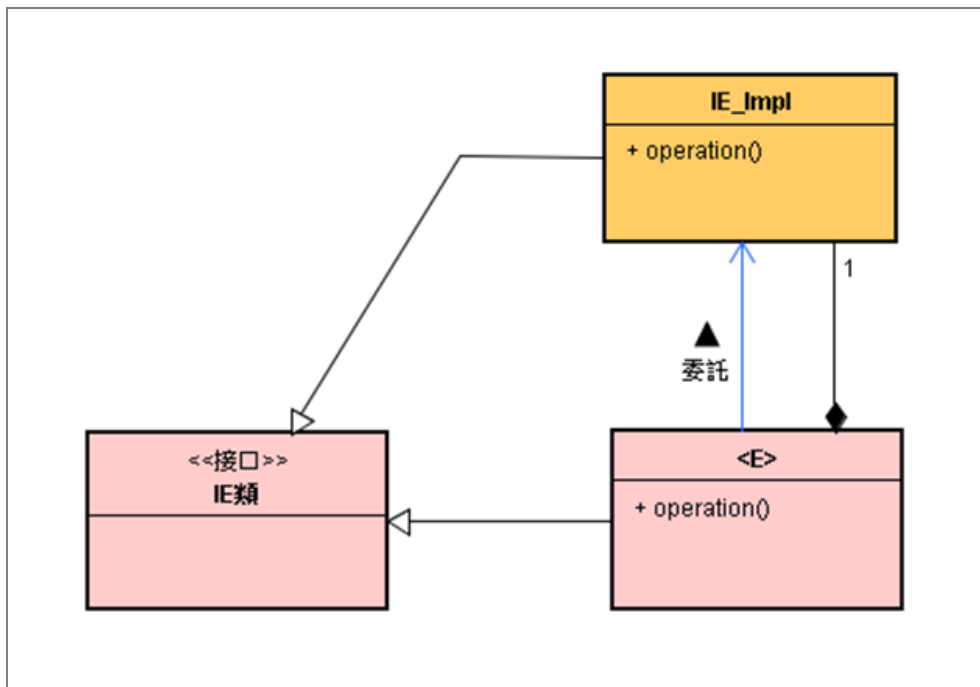 IE_Impl
+ operation()
1
▲
委託
<<接口>>
IE類
<E>
+ operation()